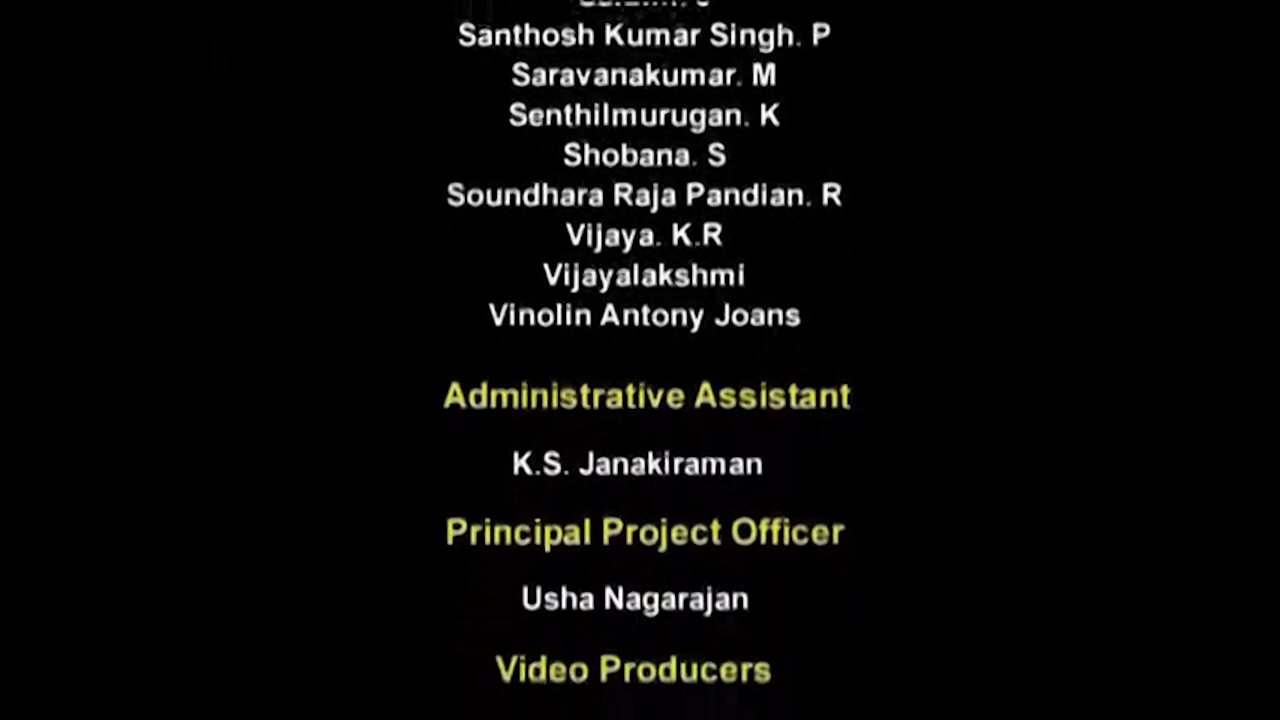 Santhosh Kumar Singh. P
Saravanakumar. M
Senthilmurugan. K
Shobana. S
Soundhara Raja Pandian. R
Vijaya. K.R
Vijayalakshmi
Vinolin Antony Joans
Administrative Assistant
K.S. Janakiraman
Principal Project Officer
Usha Nagarajan
Video Producers